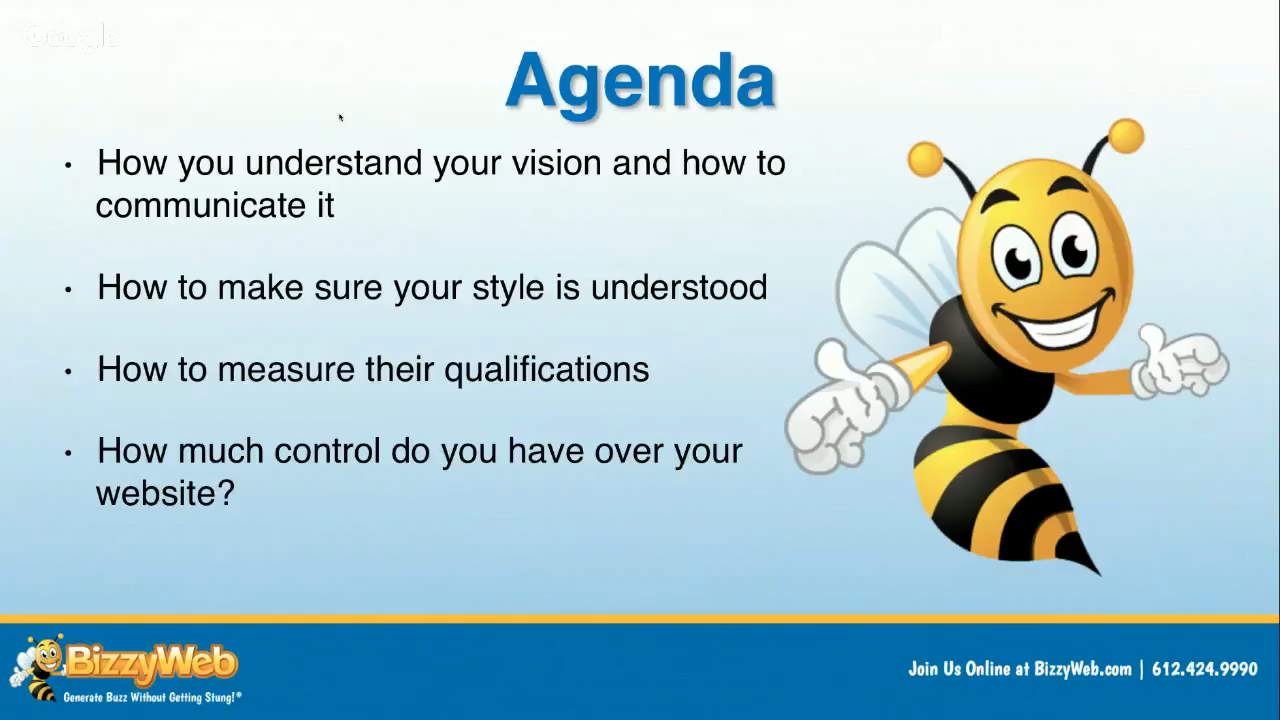 Google
Agenda
• How you understand your vision and how to
communicate it
• How to make sure your style is understood
• How to measure their qualifications
• How much control do you have over your
website?
BizzyWeb
Generate Buzz Without Getting Stung!®
Join Us Online at BizzyWeb.com | 612.424.9990